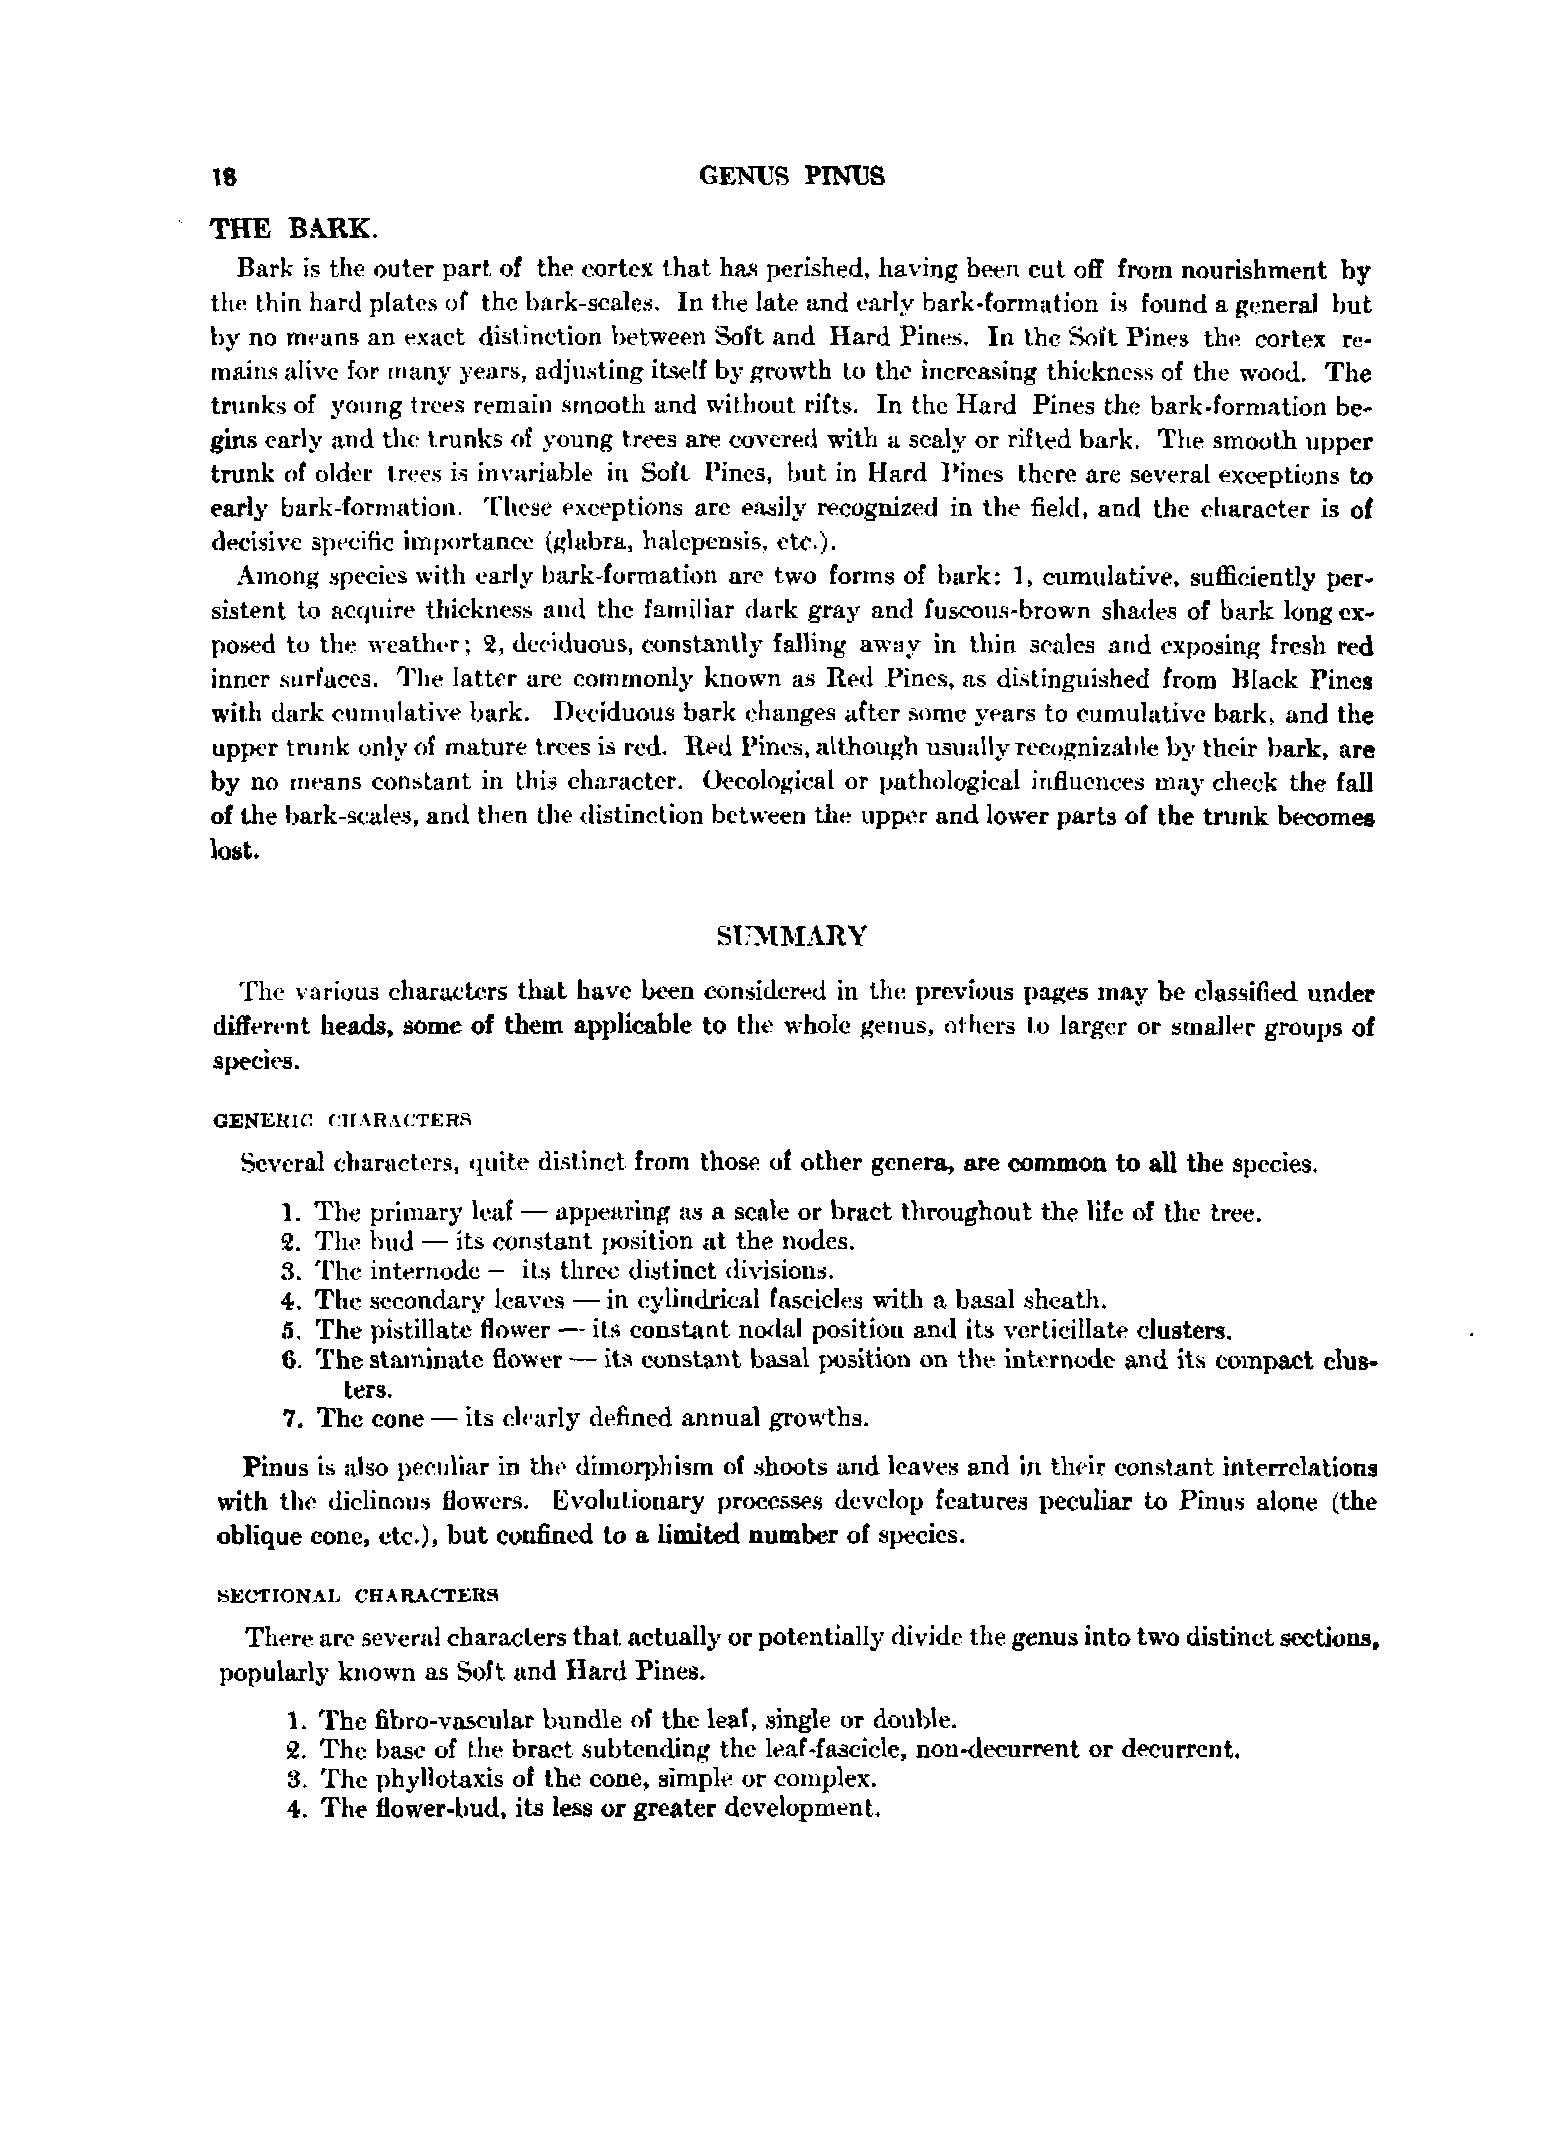 18 GENUS PINUS
THE BARK.
Bark is the outer part of the cortex that has perished, having been cut off from nourishment by
the thin hard plates of the bark-scales. In the late and early bark-formation is found a general but
by no means an exact distinction between Soft and Hard Pines. In the Soft Pines the cortex re-
mains alive for many years, adjusting itself by growth to the increasing thickness of the wood. The
trunks of young trees remain smooth and without rifts. In the Hard Pines the bark-formation be-
gins early and the trunks of young trees are covered with a scaly or rifted bark. The smooth upper
trunk of older trees is invariable in Soft Pines, but in Hard Pines there are several exceptions to
early bark-formation. These exceptions are easily recognized in the field, and the character is of
decisive specific importance (glabra, halepensis, etc.).
Among species with early bark-formation are two forms of bark: 1, cumulative, sufficiently per-
sistent to acquire thickness and the familiar dark gray and fuscous-brown shades of bark long ex-
posed to the weather; 2, deciduous, constantly falling away in thin scales and exposing fresh red
inner surfaces. The latter are commonly known as Red Pines, as distinguished from Black Pines
with dark cumulative bark. Deciduous bark changes after some years to cumulative bark, and the
upper trunk only of mature trees is red. Red Pines, although usually recognizable by their bark, are
by no means constant in this character. Oecological or pathological influences may check the fall
of the bark-scales, and then the distinction between the upper and lower parts of the trunk becomes
lost.
SUMMARY
The various characters that have been considered in the previous pages may be classified under
different heads, some of them applicable to the whole genus, others to larger or smaller groups of
species.
GENERIC CHARACTERS
Several characters, quite distinct from those of other genera, are common to all the species.
1. The primary leaf — appearing as a scale or bract throughout the life of the tree.
2. The bud — its constant position at the nodes.
3. The internode — its three distinct divisions.
4. The secondary leaves — in cylindrical fascicles with a basal sheath.
5. The pistillate flower — its constant nodal position and its verticillate clusters.
6. The staminate flower — its constant basal position on the internode and its compact clus-
ters.
7. The cone — its clearly defined annual growths.
Pinus is also peculiar in the dimorphism of shoots and leaves and in their constant interrelations
with the diclinous flowers. Evolutionary processes develop features peculiar to Pinus alone (the
oblique cone, etc.), but confined to a limited number of species.
SECTIONAL CHARACTERS
There are several characters that actually or potentially divide the genus into two distinct sections,
popularly known as Soft and Hard Pines.
1. The fibro-vascular bundle of the leaf, single or double.
2. The base of the bract subtending the leaf-fascicle, non-decurrent or decurrent.
3. The phyllotaxis of the cone, simple or complex.
4. The flower-bud, its less or greater development.